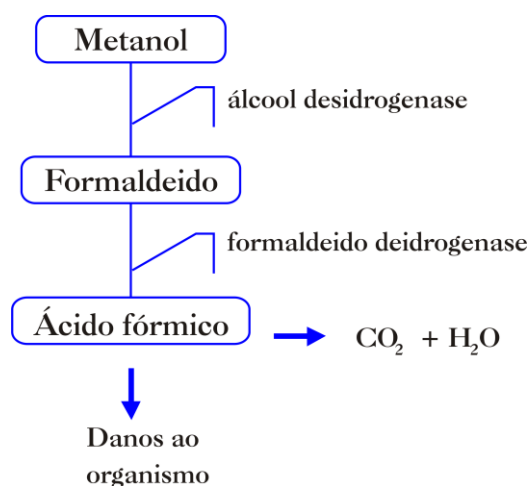 Metanol
álcool desidrogenase
Formaldeido
formaldeido deidrogenase
Ácido fórmico
CO₂ + H₂O
Danos ao
organismo